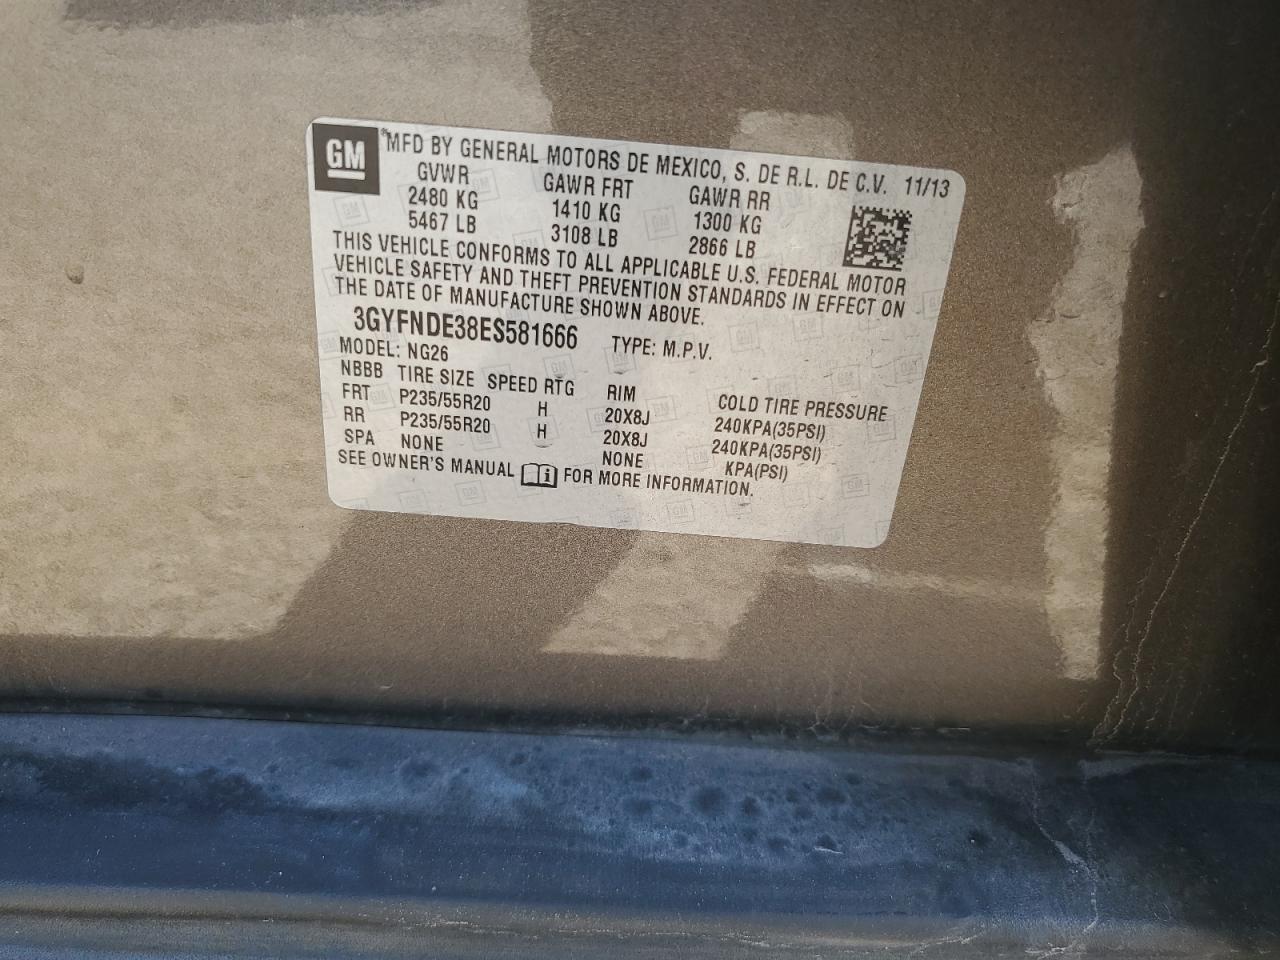 GM ® MFD BY GENERAL MOTORS DE MEXICO, S. DE R.L. DE C.V. 11/13
GVWR GAWR FRT GAWR RR
2480 KG 1410 KG 1300 KG
5467 LB 3108 LB 2866 LB
THIS VEHICLE CONFORMS TO ALL APPLICABLE U.S. FEDERAL MOTOR
VEHICLE SAFETY AND THEFT PREVENTION STANDARDS IN EFFECT ON
THE DATE OF MANUFACTURE SHOWN ABOVE.
3GYFNDE38ES581666 TYPE: M.P.V.
MODEL: NG26
NBBB TIRE SIZE SPEED RTG RIM COLD TIRE PRESSURE
FRT P235/55R20 H 20X8J 240KPA(35PSI)
RR P235/55R20 H 20X8J 240KPA(35PSI)
SPA NONE NONE KPA(PSI)
SEE OWNER'S MANUAL FOR MORE INFORMATION.